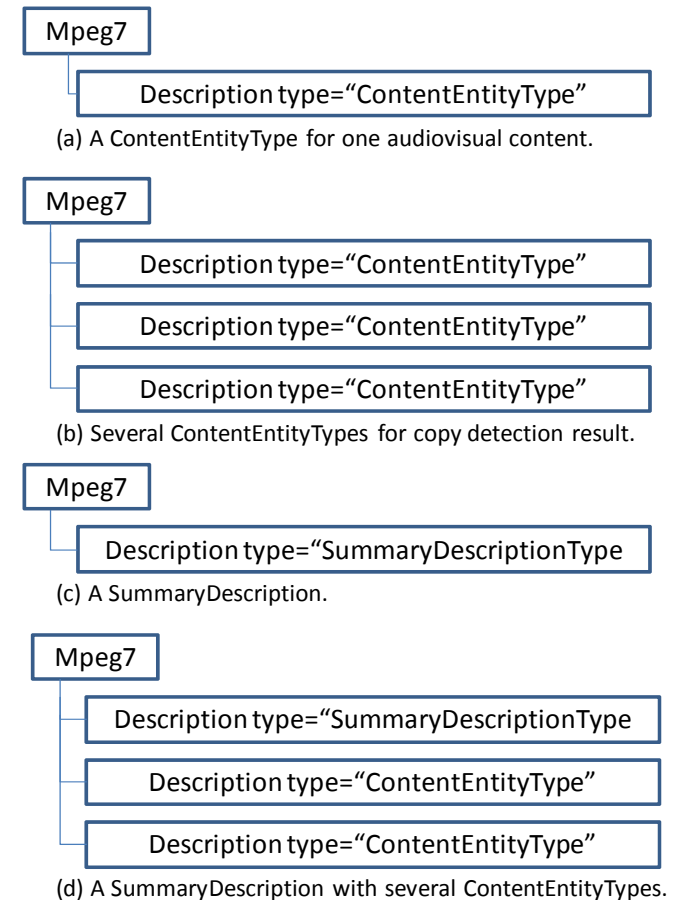 Mpeg7
Description type=“ContentEntityType”
(a) A ContentEntityType for one audiovisual content.
Mpeg7
Description type=“ContentEntityType”
Description type=“ContentEntityType”
Description type=“ContentEntityType”
(b) Several ContentEntityTypes for copy detection result.
Mpeg7
Description type=“SummaryDescriptionType
(c) A SummaryDescription.
Mpeg7
Description type=“SummaryDescriptionType
Description type=“ContentEntityType”
Description type=“ContentEntityType”
(d) A SummaryDescription with several ContentEntityTypes.